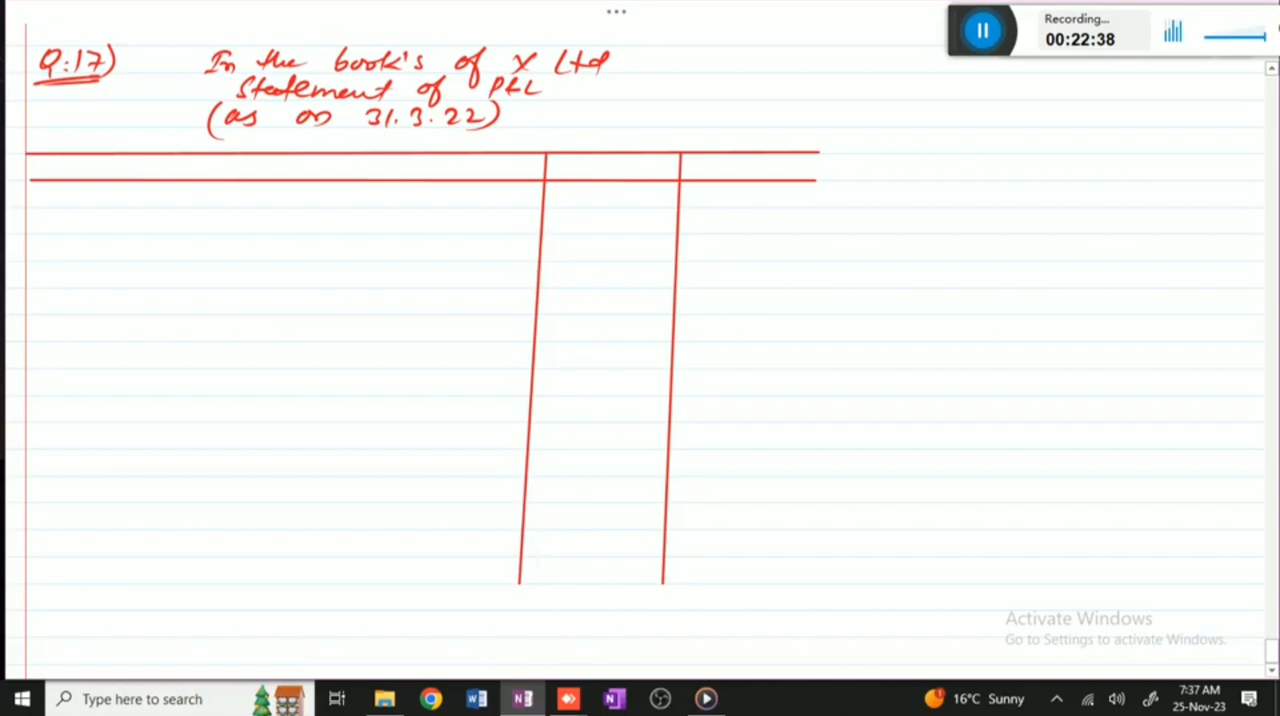 Recording...
00:22:38
Q:17) In the book's of X Ltd
Statement of P&L
(as on 31.3.22)
Activate Windows
Go to Settings to activate Windows.
Type here to search
16°C Sunny
7:37 AM
25-Nov-23